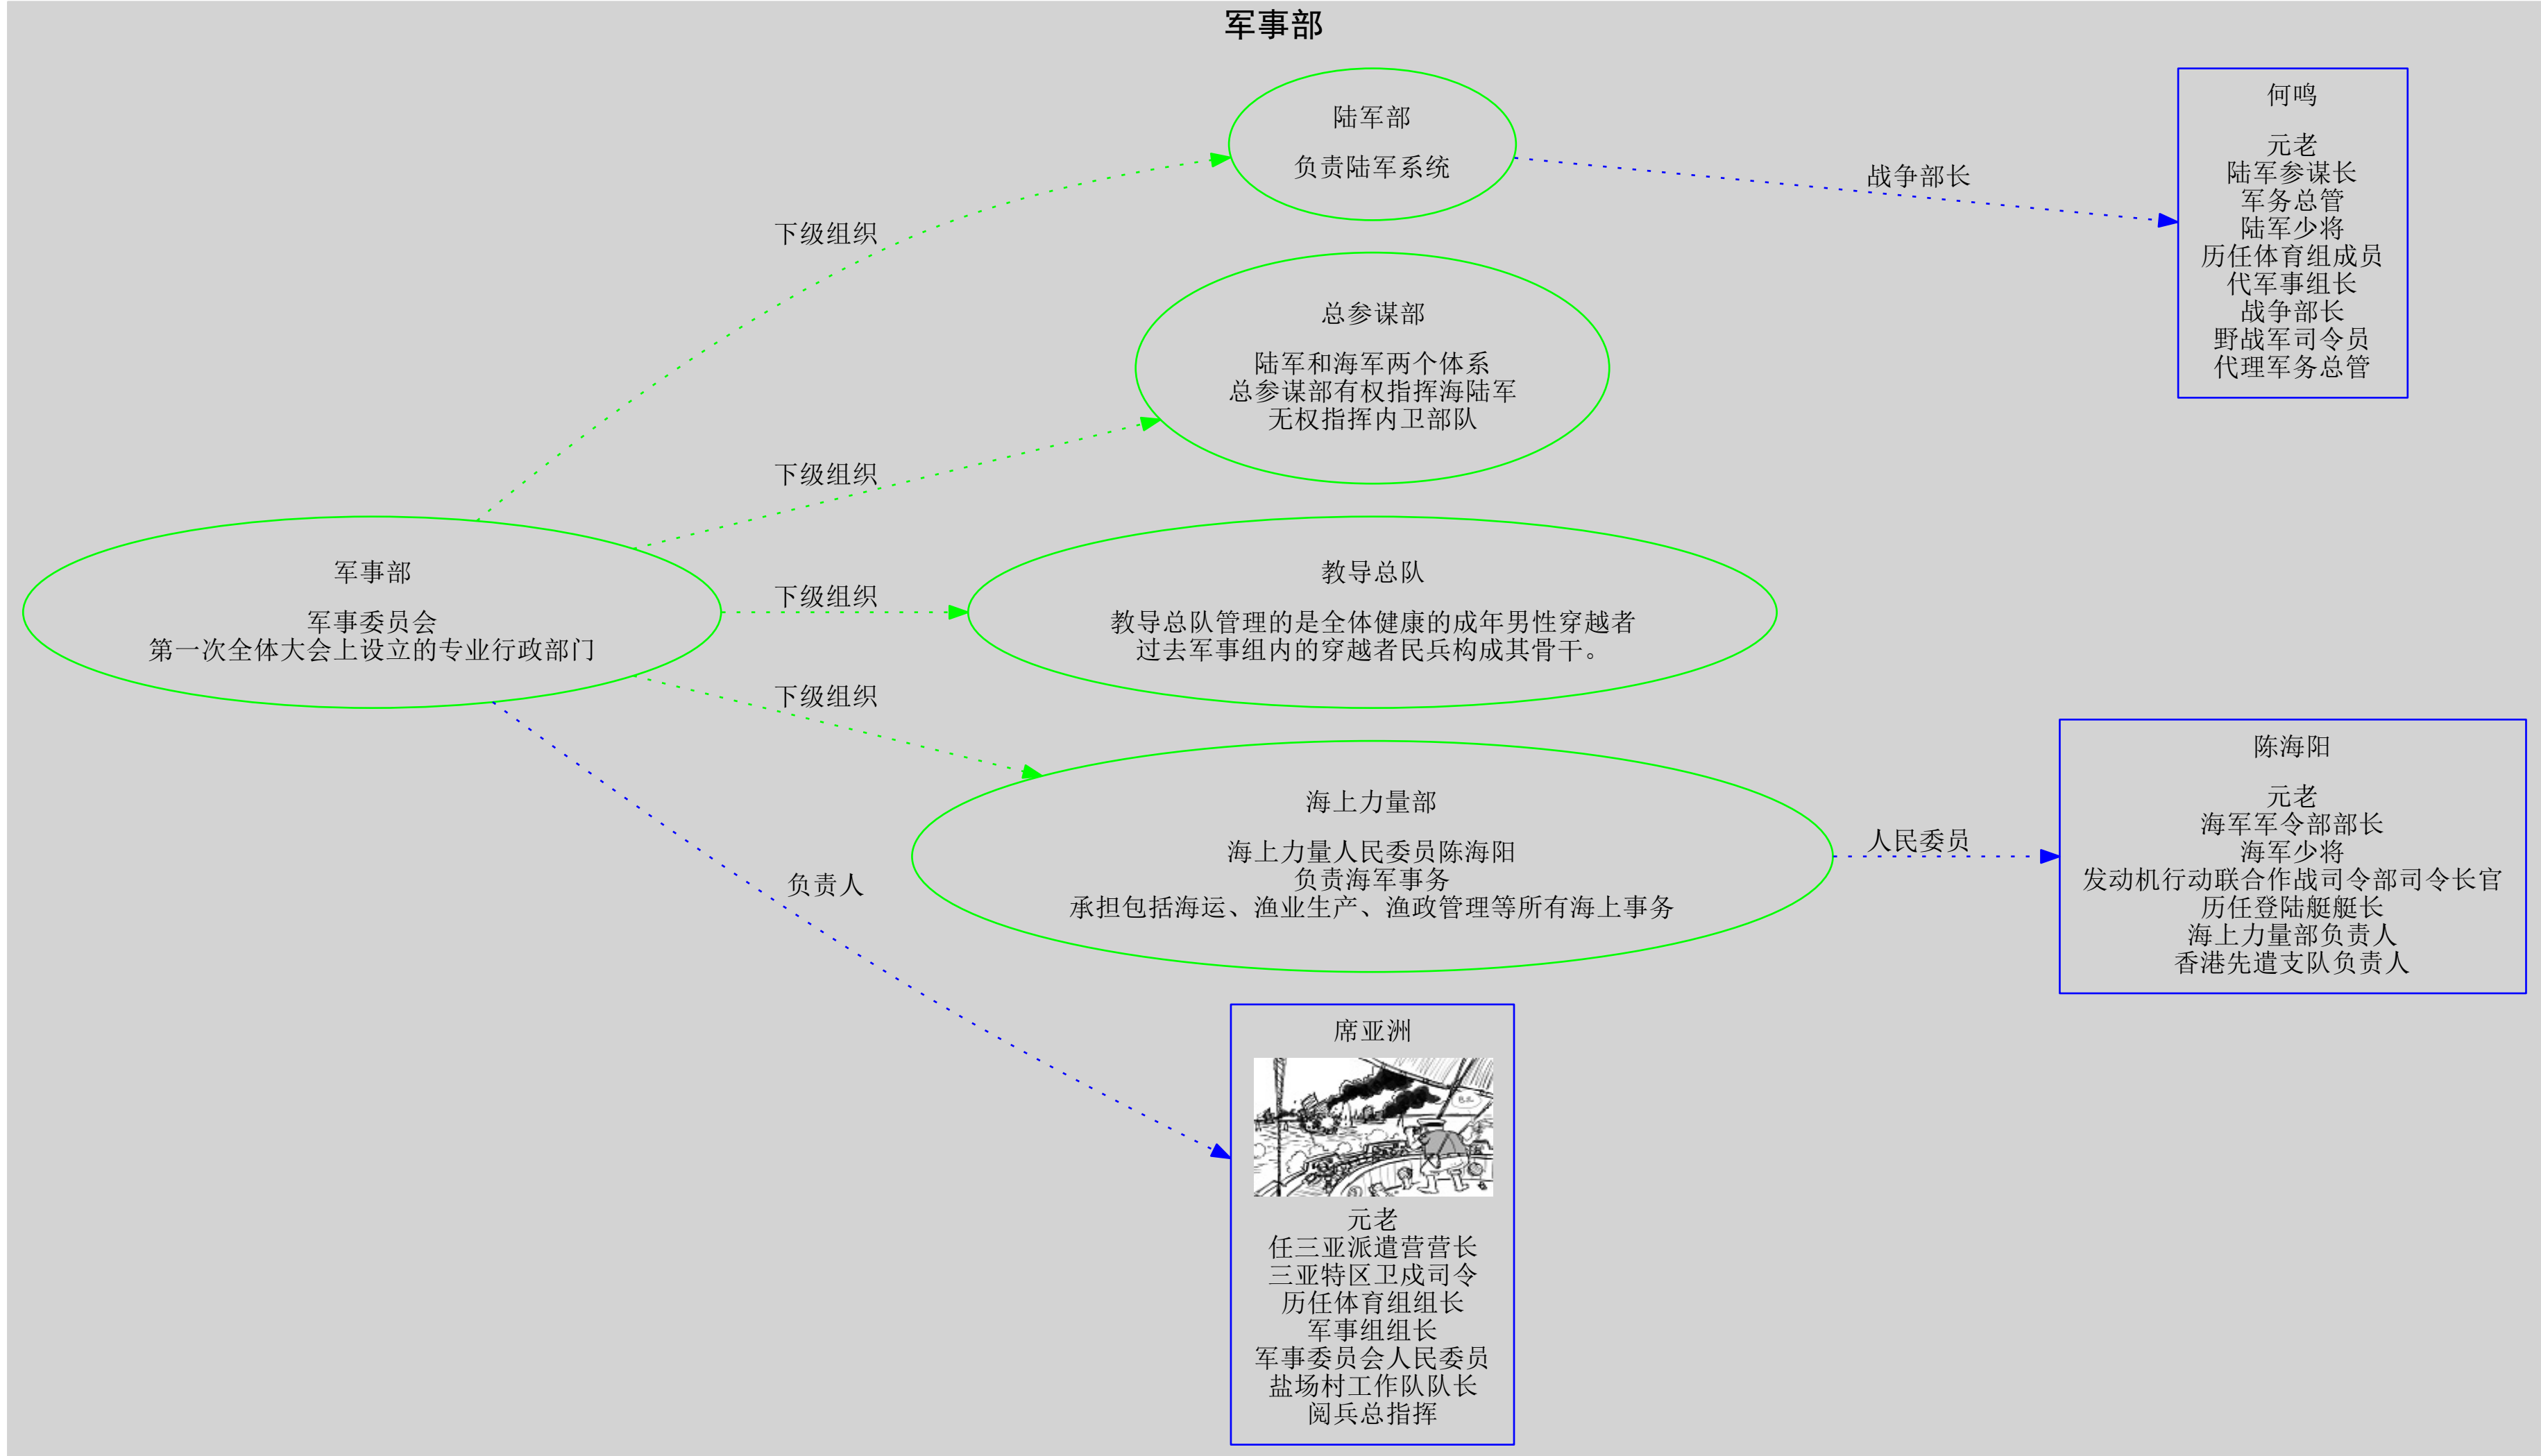 军事部
陆军部
负责陆军系统
战争部长
何鸣
元老
陆军参谋长
军务总管
陆军少将
历任体育组成员
代军事组长
战争部长
野战军司令员
代理军务总管
下级组织
总参谋部
陆军和海军两个体系
总参谋部有权指挥海陆军
无权指挥内卫部队
下级组织
军事部
军事委员会
第一次全体大会上设立的专业行政部门
下级组织
教导总队
教导总队管理的是全体健康的成年男性穿越者
过去军事组内的穿越者民兵构成其骨干。
下级组织
海上力量部
海上力量人民委员陈海阳
负责海军事务
承担包括海运、渔业生产、渔政管理等所有海上事务
人民委员
陈海阳
元老
海军军令部部长
海军少将
发动机行动联合作战司令部司令长官
历任登陆艇艇长
海上力量部负责人
香港先遣支队负责人
负责人
席亚洲
元老
任三亚派遣营营长
三亚特区卫戍司令
历任体育组组长
军事组组长
军事委员会人民委员
盐场村工作队队长
阅兵总指挥